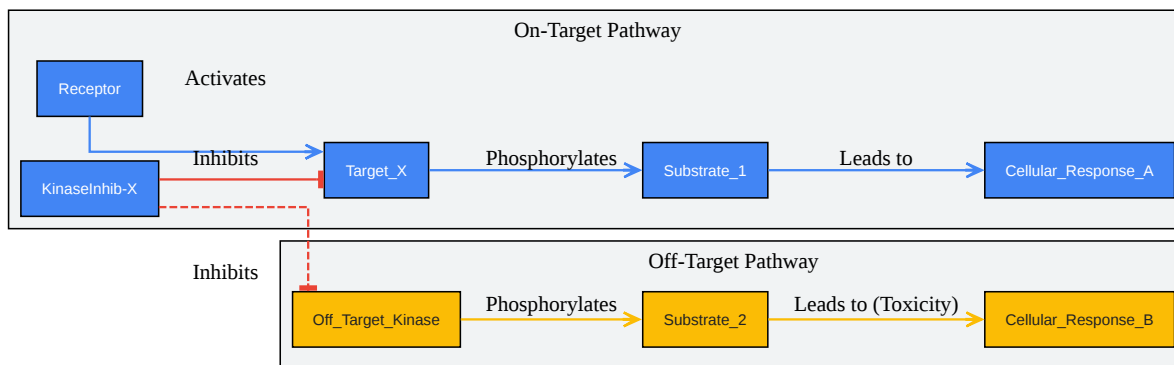 On-Target Pathway
Receptor
Activates
KinaseInhib-X
Inhibits
Target_X
Phosphorylates
Substrate_1
Leads to
Cellular_Response_A
Inhibits
Off-Target Pathway
Off_Target_Kinase
Phosphorylates
Substrate_2
Leads to (Toxicity)
Cellular_Response_B